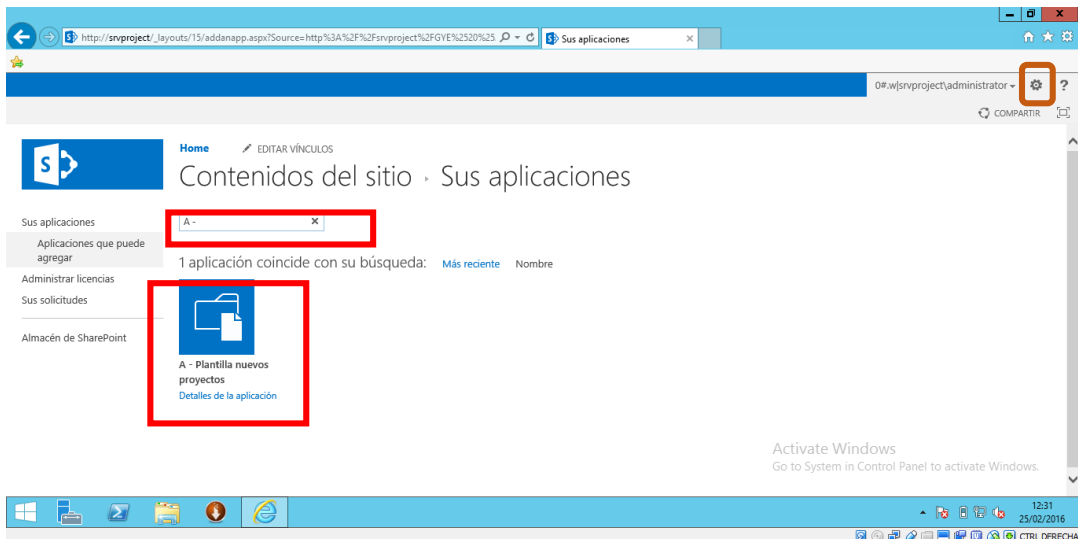 http://srvproject/_layouts/15/addanapp.aspx?Source=http%3A%2F%2Fsrvproject%2FGYE%2520%25
Sus aplicaciones
0#.w|srvproject\administrator
?
COMPARTIR
S
Home
EDITAR VÍNCULOS
Contenidos del sitio › Sus aplicaciones
Sus aplicaciones
Aplicaciones que puede
agregar
Administrar licencias
Sus solicitudes
Almacén de SharePoint
A -
1 aplicación coincide con su búsqueda: Más reciente Nombre
A - Plantilla nuevos
proyectos
Detalles de la aplicación
Activate Windows
Go to System in Control Panel to activate Windows.
12:31
25/02/2016
CTRL DERECHA